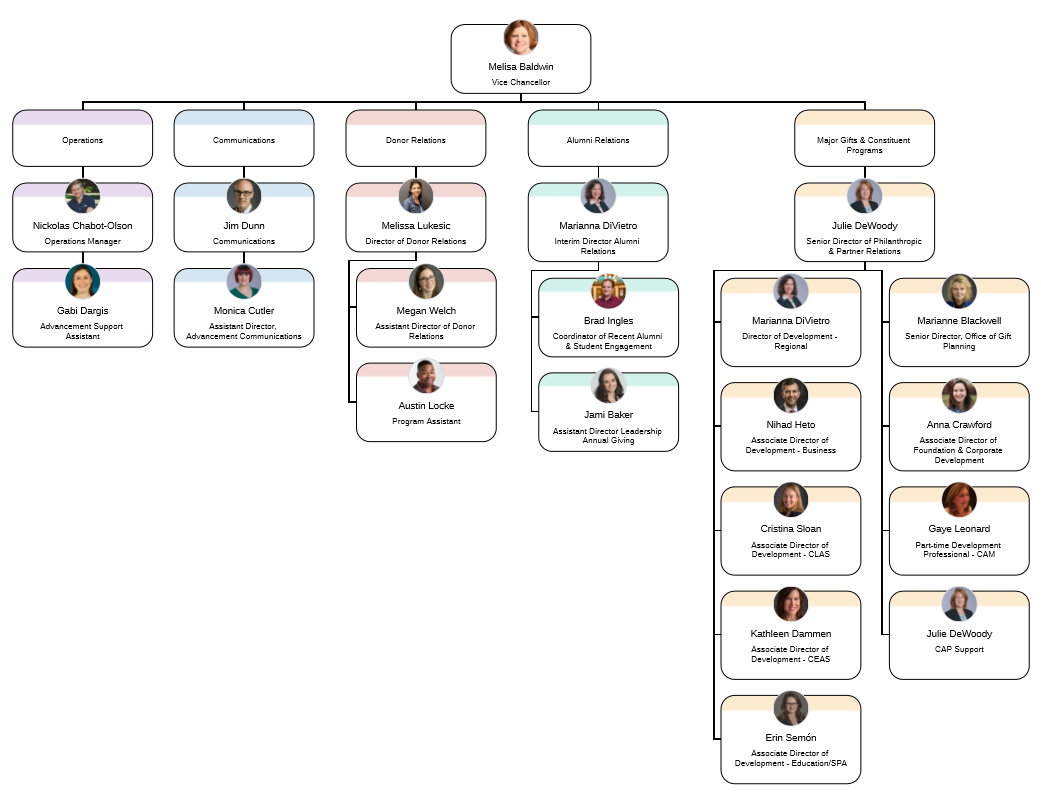 Melisa Baldwin
Vice Chancellor
Operations
Communications
Donor Relations
Alumni Relations
Major Gifts & Constituent
Programs
Nickolas Chabot-Olson
Operations Manager
Jim Dunn
Communications
Melissa Lukesic
Director of Donor Relations
Marianna DiVietro
Interim Director Alumni
Relations
Julie DeWoody
Senior Director of Philanthropic
& Partner Relations
Gabi Dargis
Advancement Support
Assistant
Monica Cutler
Assistant Director,
Advancement Communications
Megan Welch
Assistant Director of Donor
Relations
Brad Ingles
Coordinator of Recent Alumni
& Student Engagement
Marianna DiVietro
Director of Development -
Regional
Marianne Blackwell
Senior Director, Office of Gift
Planning
Austin Locke
Program Assistant
Jami Baker
Assistant Director Leadership
Annual Giving
Nihad Heto
Associate Director of
Development - Business
Anna Crawford
Associate Director of
Foundation & Corporate
Development
Cristina Sloan
Associate Director of
Development - CLAS
Gaye Leonard
Part-time Development
Professional - CAM
Kathleen Dammen
Associate Director of
Development - CEAS
Julie DeWoody
CAP Support
Erin Semón
Associate Director of
Development - Education/SPA